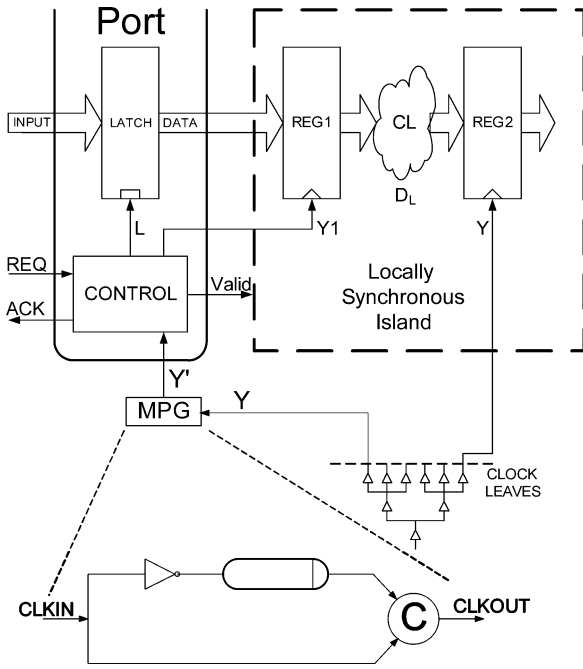 Port
INPUT
LATCH
DATA
REG1
CL
REG2
D_L
L
Y1
Y
REQ
CONTROL
Valid
ACK
Locally
Synchronous
Island
Y'
MPG
Y
CLOCK
LEAVES
CLKIN
C
CLKOUT